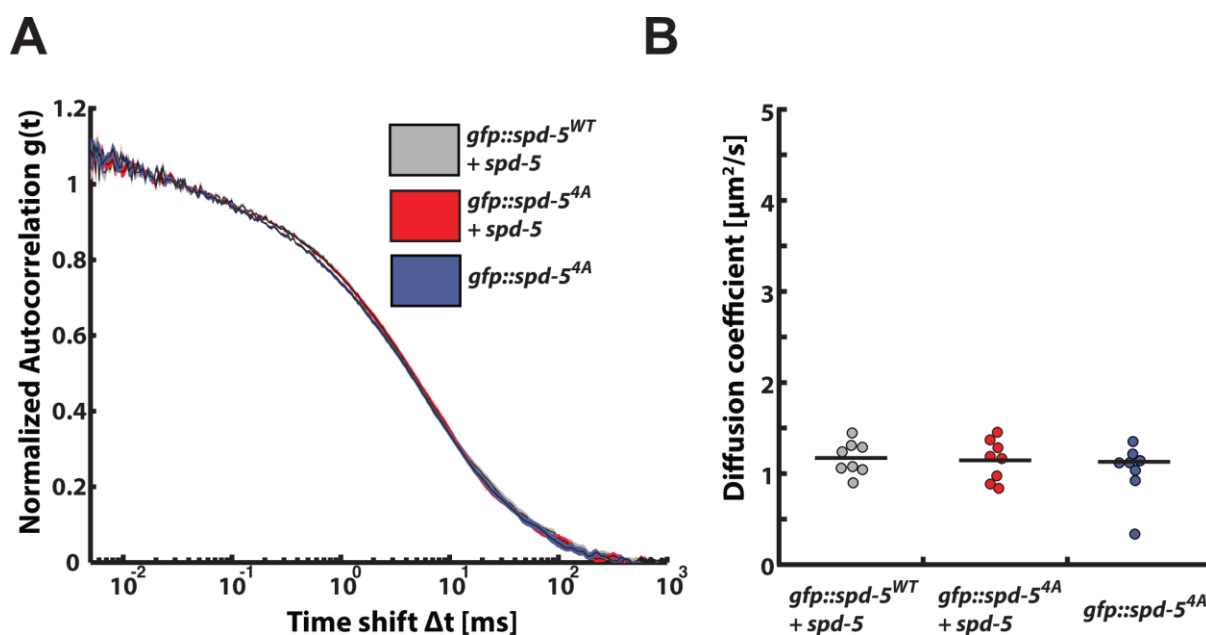 A
B
Normalized Autocorrelation g(t)
1.2
1
0.8
0.6
0.4
0.2
0
gfp::spd-5^WT
+ spd-5
gfp::spd-5^4A
+ spd-5
gfp::spd-5^4A
10^-2
10^-1
10^0
10^1
10^2
10^3
Time shift Δt [ms]
Diffusion coefficient [μm²/s]
5
4
3
2
1
0
gfp::spd-5^WT
+ spd-5
gfp::spd-5^4A
+ spd-5
gfp::spd-5^4A